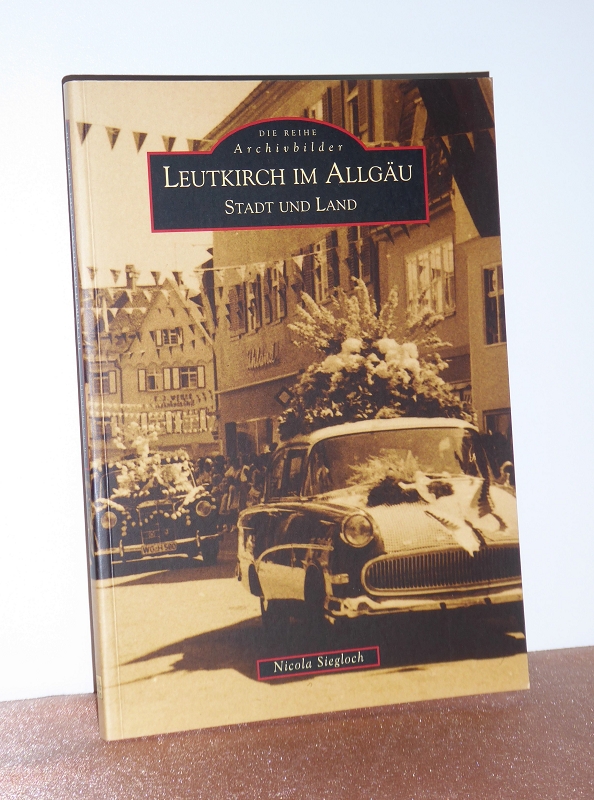 DIE REIHE
Archivbilder
LEUTKIRCH IM ALLGÄU
STADT UND LAND
Nicola Siegloch